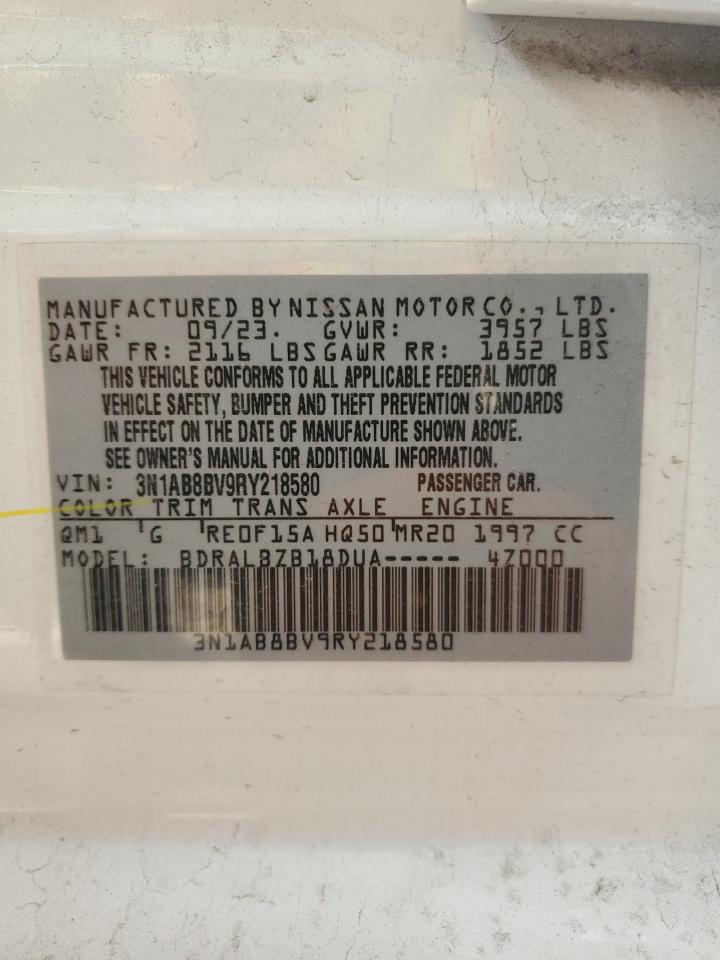 MANUFACTURED BY NISSAN MOTOR CO., LTD.
DATE: 09/23. GVWR: 3957 LBS
GAWR FR: 2116 LBS GAWR RR: 1852 LBS
THIS VEHICLE CONFORMS TO ALL APPLICABLE FEDERAL MOTOR
VEHICLE SAFETY, BUMPER AND THEFT PREVENTION STANDARDS
IN EFFECT ON THE DATE OF MANUFACTURE SHOWN ABOVE.
SEE OWNER'S MANUAL FOR ADDITIONAL INFORMATION.
VIN: 3N1AB8BV9RY218580 PASSENGER CAR.
COLOR TRIM TRANS AXLE ENGINE
QM1 G RE0F15A HQ50 MR20 1997 CC
MODEL: BDRALBZB18DUA----- 4Z000
3N1AB8BV9RY218580